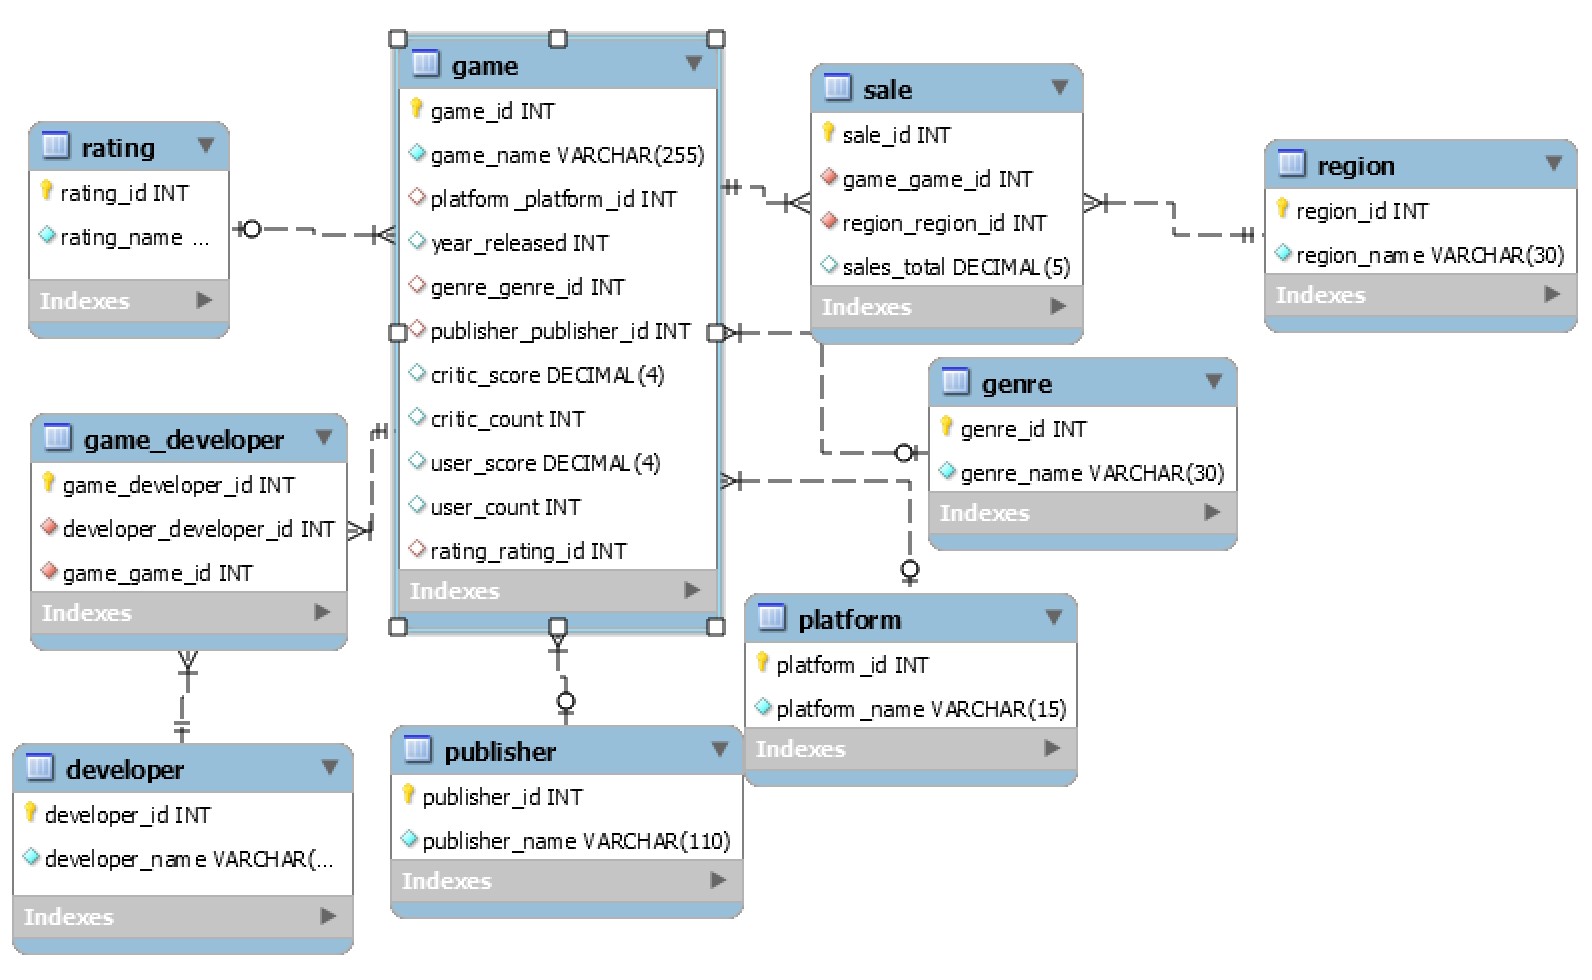 rating
rating_id INT
rating_name ...
Indexes
game
game_id INT
game_name VARCHAR(255)
platform_platform_id INT
year_released INT
genre_genre_id INT
publisher_publisher_id INT
critic_score DECIMAL(4)
critic_count INT
user_score DECIMAL(4)
user_count INT
rating_rating_id INT
Indexes
sale
sale_id INT
game_game_id INT
region_region_id INT
sales_total DECIMAL(5)
Indexes
region
region_id INT
region_name VARCHAR(30)
Indexes
genre
genre_id INT
genre_name VARCHAR(30)
Indexes
game_developer
game_developer_id INT
developer_developer_id INT
game_game_id INT
Indexes
platform
platform_id INT
platform_name VARCHAR(15)
Indexes
developer
developer_id INT
developer_name VARCHAR(...
Indexes
publisher
publisher_id INT
publisher_name VARCHAR(110)
Indexes